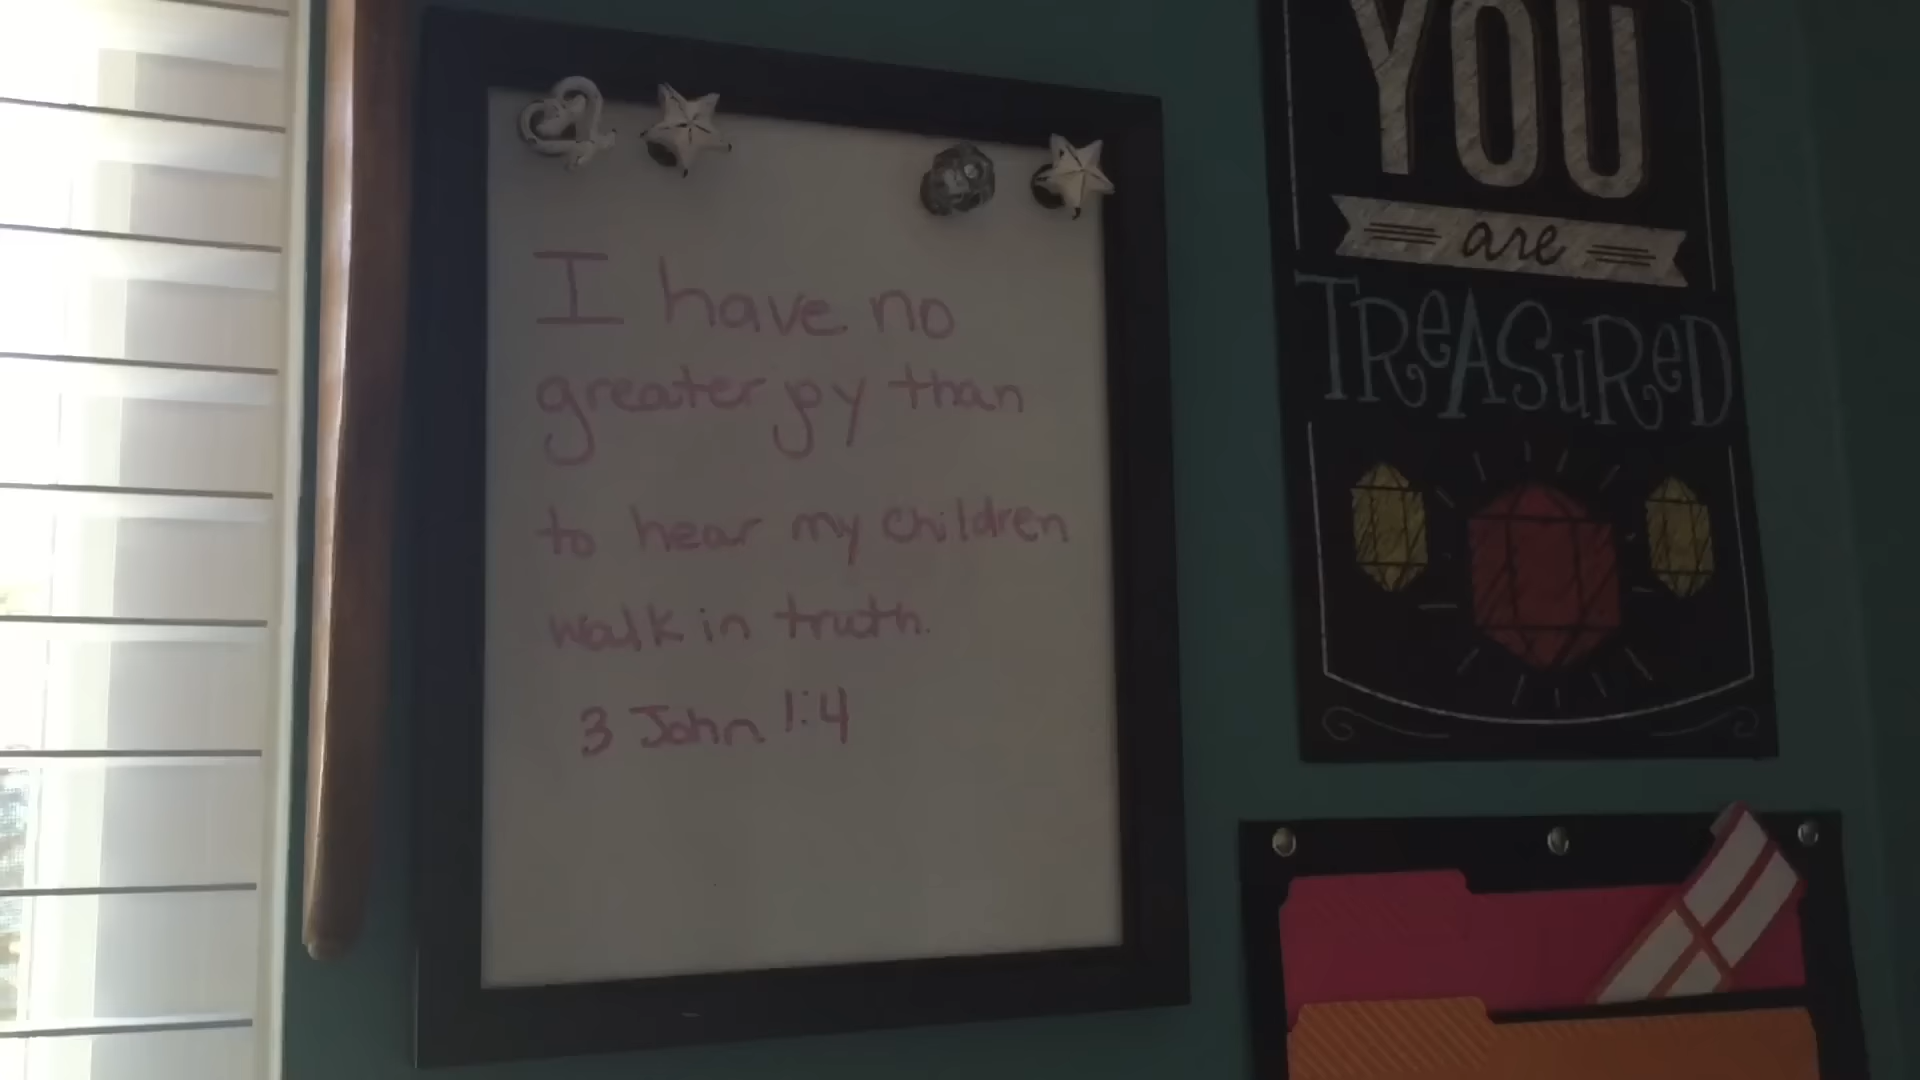 I have no
greater joy than
to hear my children
walk in truth.
3 John 1:4
YOU
are
TREASURED